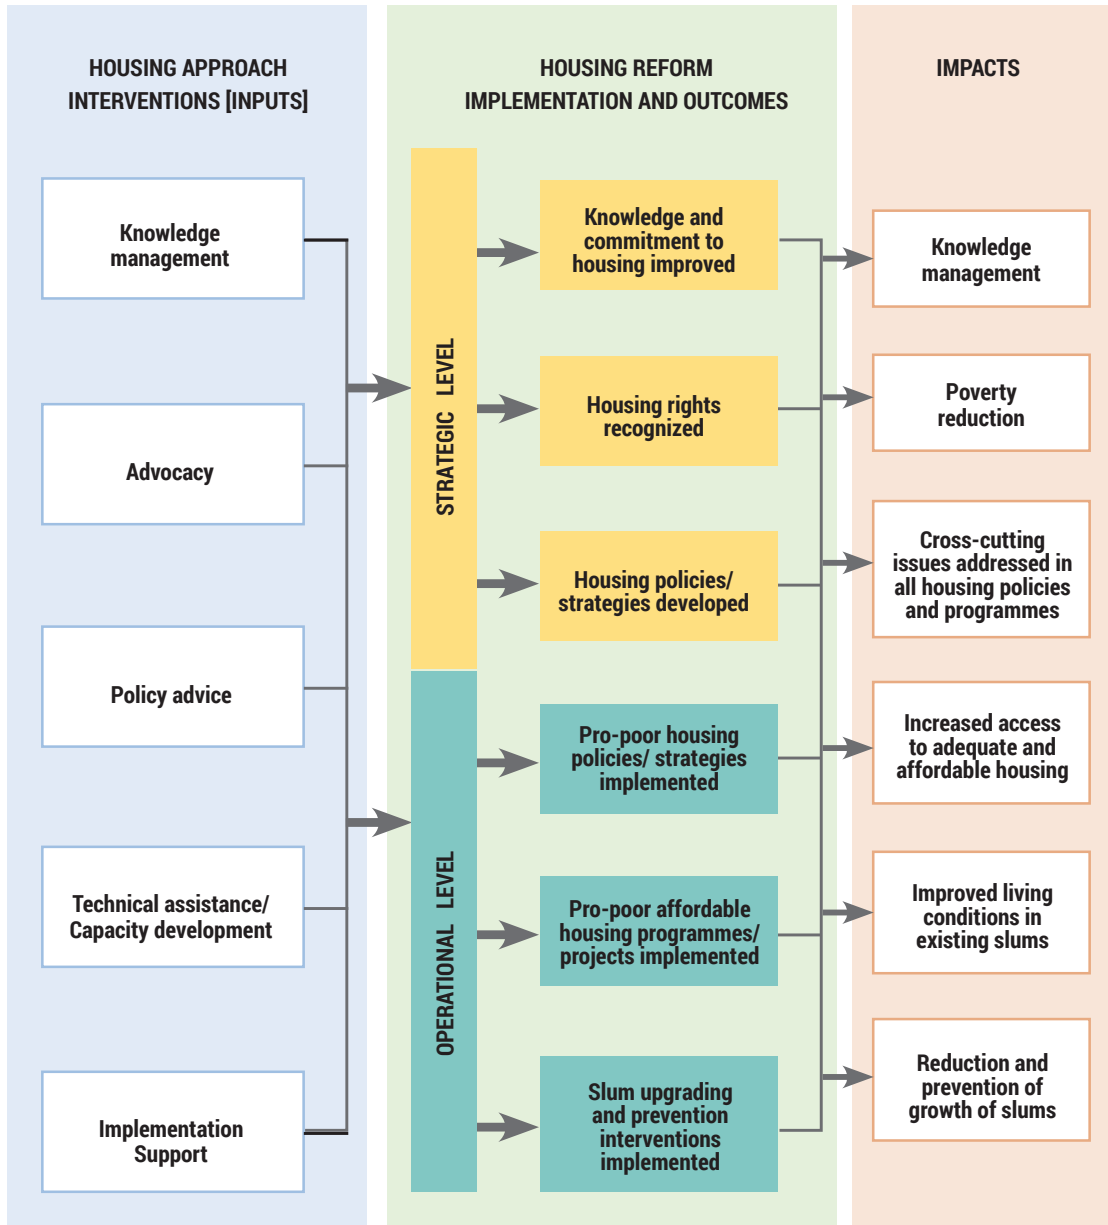 HOUSING APPROACH
INTERVENTIONS [INPUTS]
Knowledge
management
Advocacy
Policy advice
Technical assistance/
Capacity development
Implementation
Support
HOUSING REFORM
IMPLEMENTATION AND OUTCOMES
STRATEGIC LEVEL
Knowledge and
commitment to
housing improved
Housing rights
recognized
Housing policies/
strategies developed
OPERATIONAL LEVEL
Pro-poor housing
policies/ strategies
implemented
Pro-poor affordable
housing programmes/
projects implemented
Slum upgrading
and prevention
interventions
implemented
IMPACTS
Knowledge
management
Poverty
reduction
Cross-cutting
issues addressed in
all housing policies
and programmes
Increased access
to adequate and
affordable housing
Improved living
conditions in
existing slums
Reduction and
prevention of
growth of slums